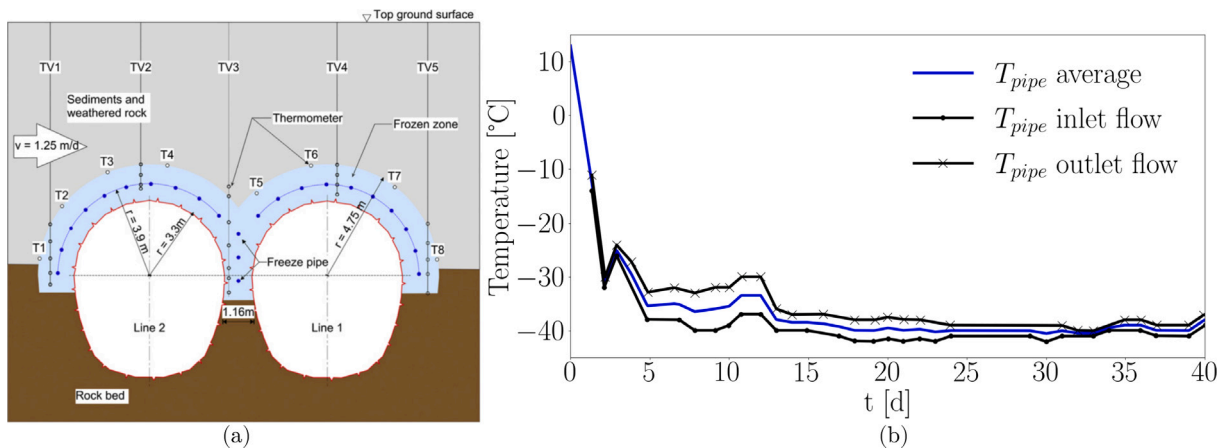 Top ground surface
TV1
TV2
TV3
TV4
TV5
Sediments and
weathered rock
Thermometer
Frozen zone
v = 1.25 m/d
T1
T2
T3
T4
T5
T6
T7
T8
r = 3.9 m
r = 3.3m
r = 4.75 m
Freeze pipe
1.16m
Line 2
Line 1
Rock bed
(a)
Temperature [°C]
10
0
−10
−20
−30
−40
T_pipe average
T_pipe inlet flow
T_pipe outlet flow
0 5 10 15 20 25 30 35 40
t [d]
(b)